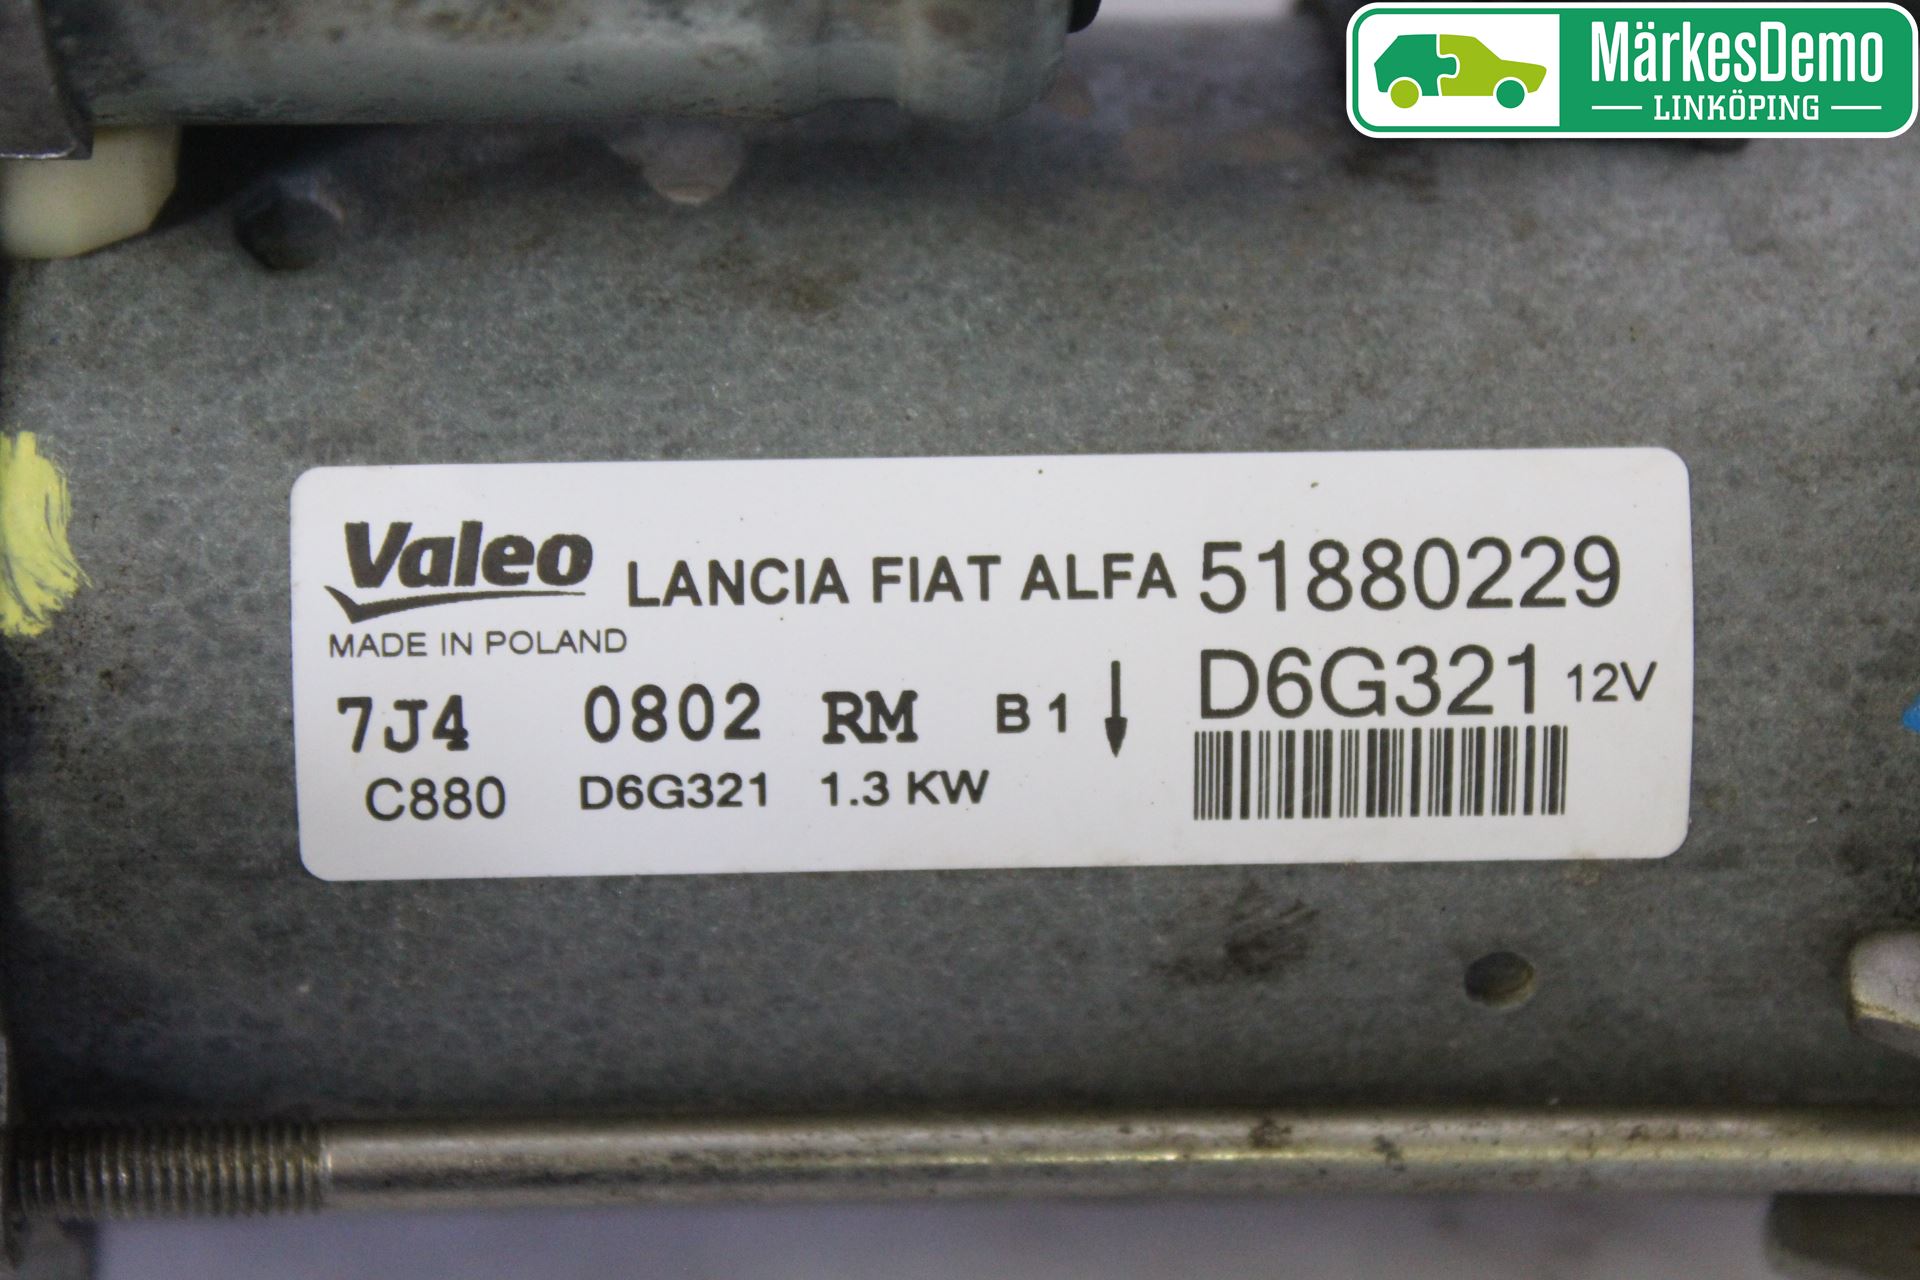 MärkesDemo
LINKÖPING
Valeo LANCIA FIAT ALFA 51880229
MADE IN POLAND
D6G321 12V
7J4 0802 RM B 1
C880 D6G321 1.3 KW